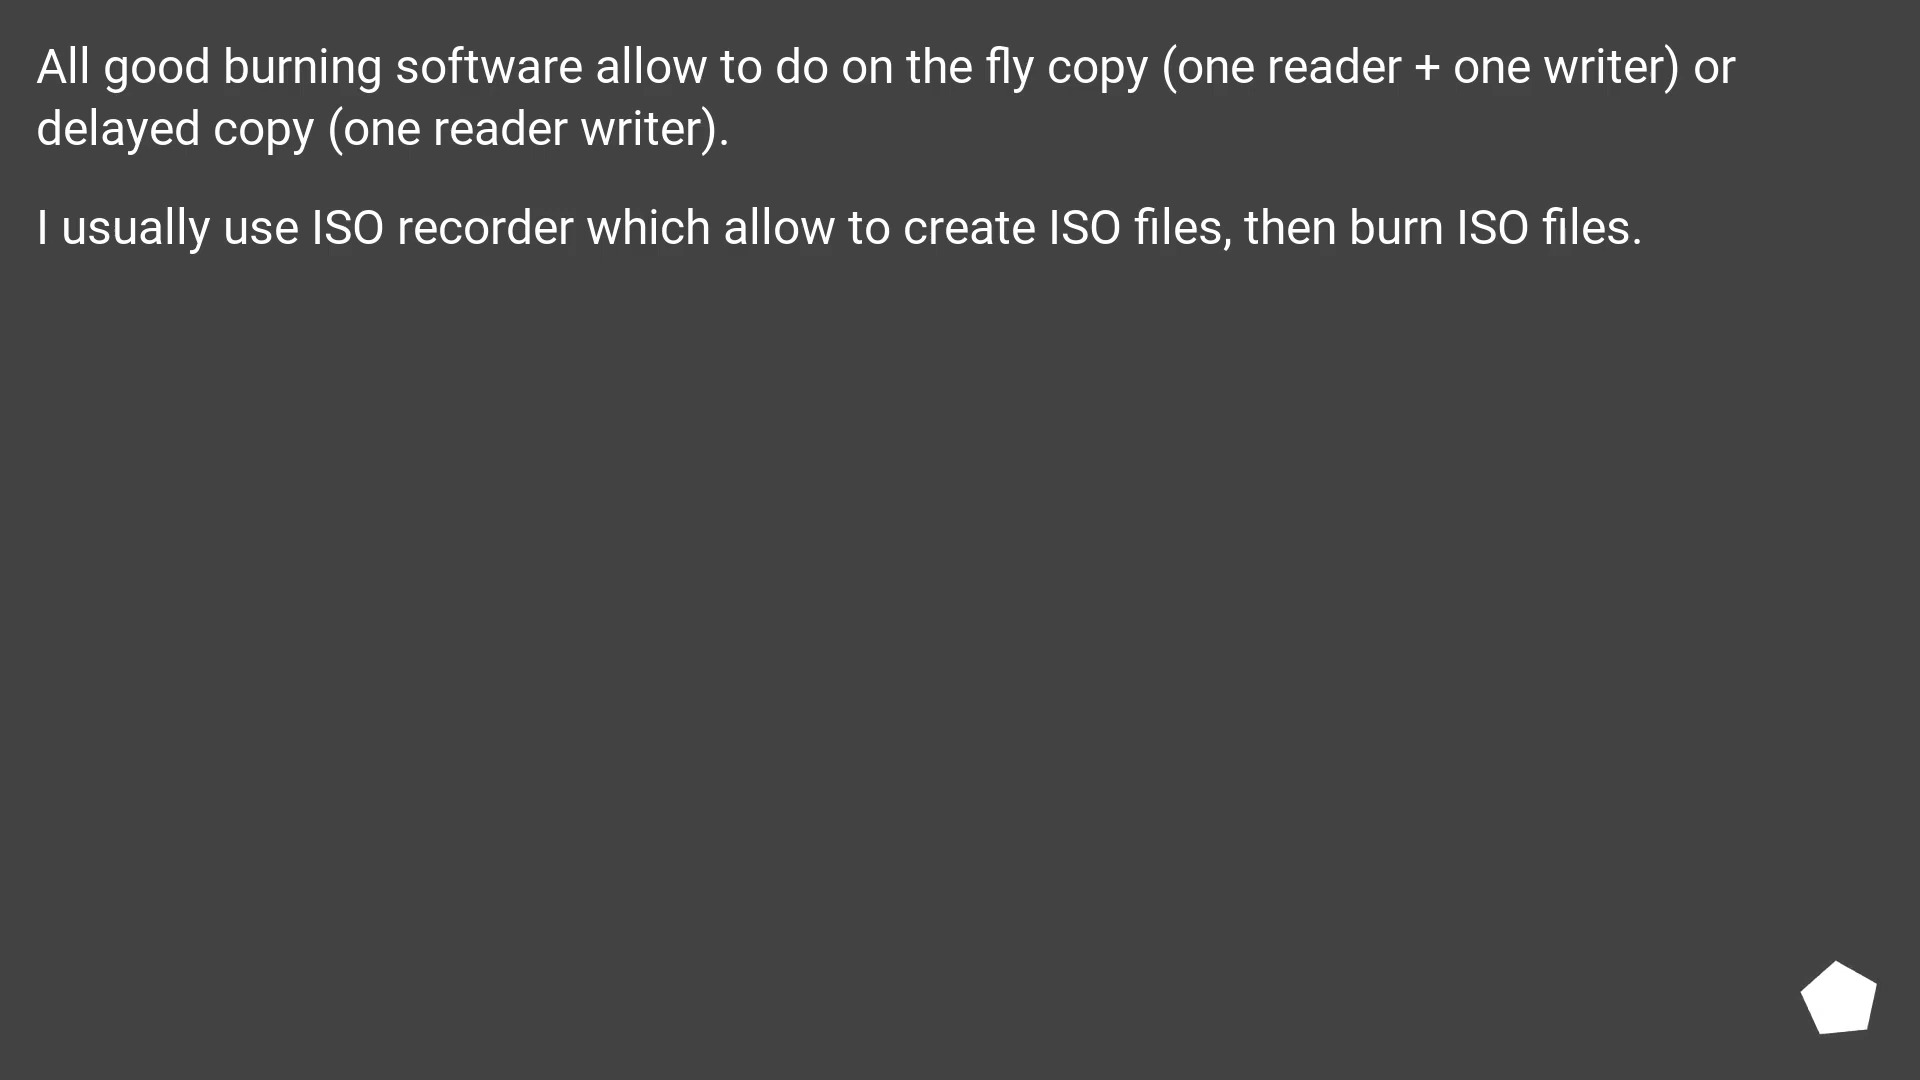 All good burning software allow to do on the fly copy (one reader + one writer) or
delayed copy (one reader writer).
I usually use ISO recorder which allow to create ISO files, then burn ISO files.